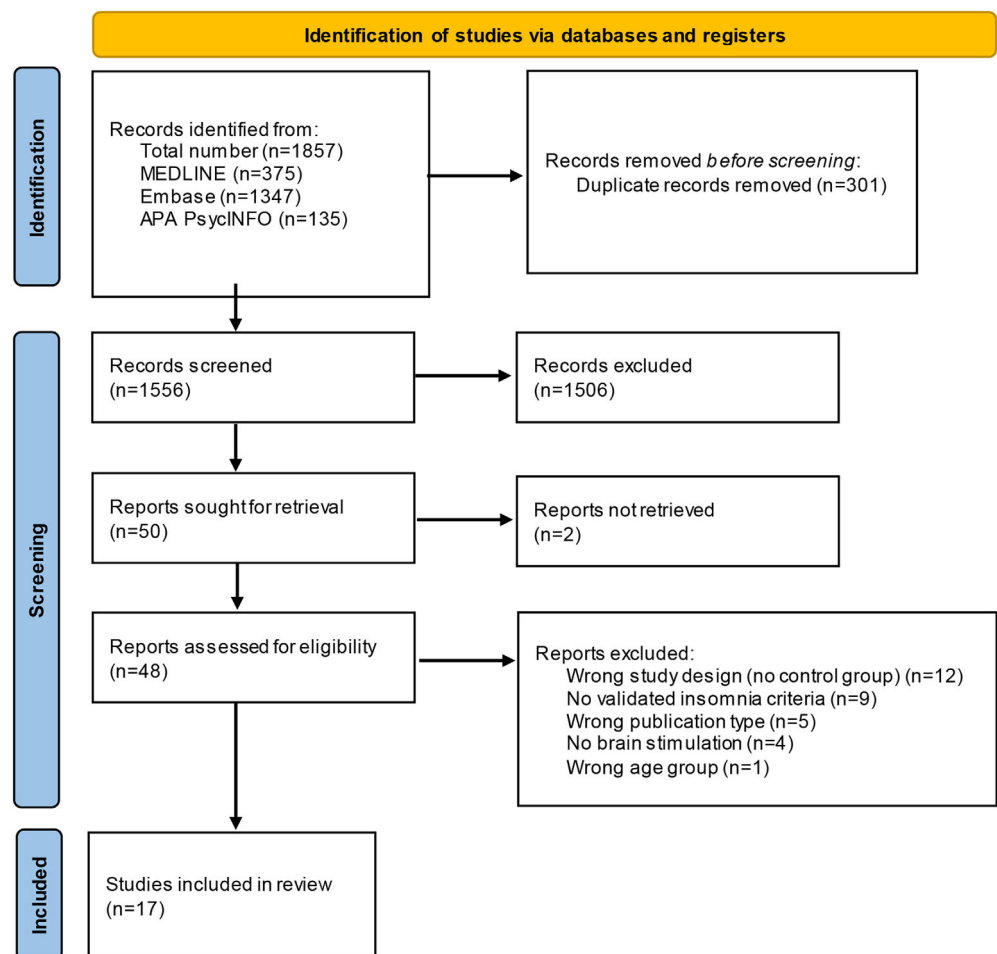 Identification of studies via databases and registers
Identification
Records identified from:
Total number (n=1857)
MEDLINE (n=375)
Embase (n=1347)
APA PsycINFO (n=135)
Records removed before screening:
Duplicate records removed (n=301)
Screening
Records screened
(n=1556)
Records excluded
(n=1506)
Reports sought for retrieval
(n=50)
Reports not retrieved
(n=2)
Reports assessed for eligibility
(n=48)
Reports excluded:
Wrong study design (no control group) (n=12)
No validated insomnia criteria (n=9)
Wrong publication type (n=5)
No brain stimulation (n=4)
Wrong age group (n=1)
Included
Studies included in review
(n=17)